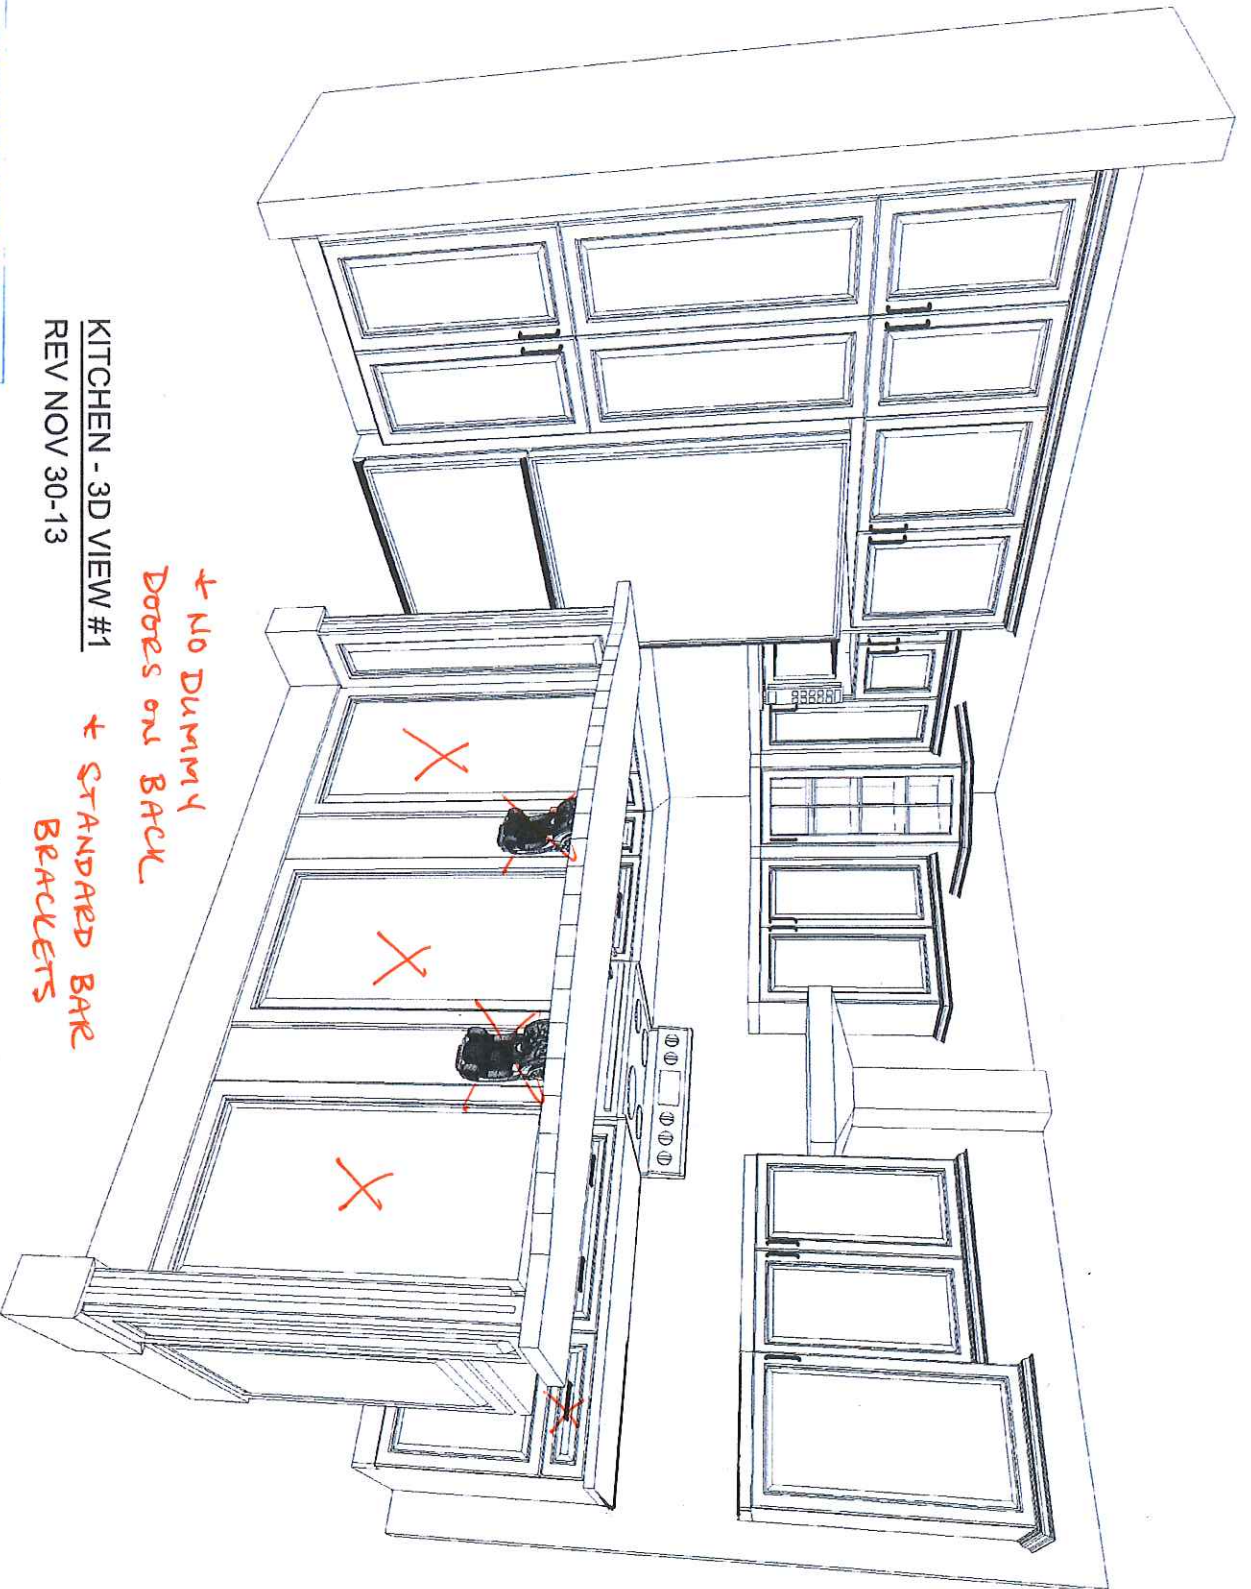 KITCHEN - 3D VIEW #1
REV NOV 30-13
* NO DUMMY
DOORS ON BACK
* STANDARD BAR
BRACKETS